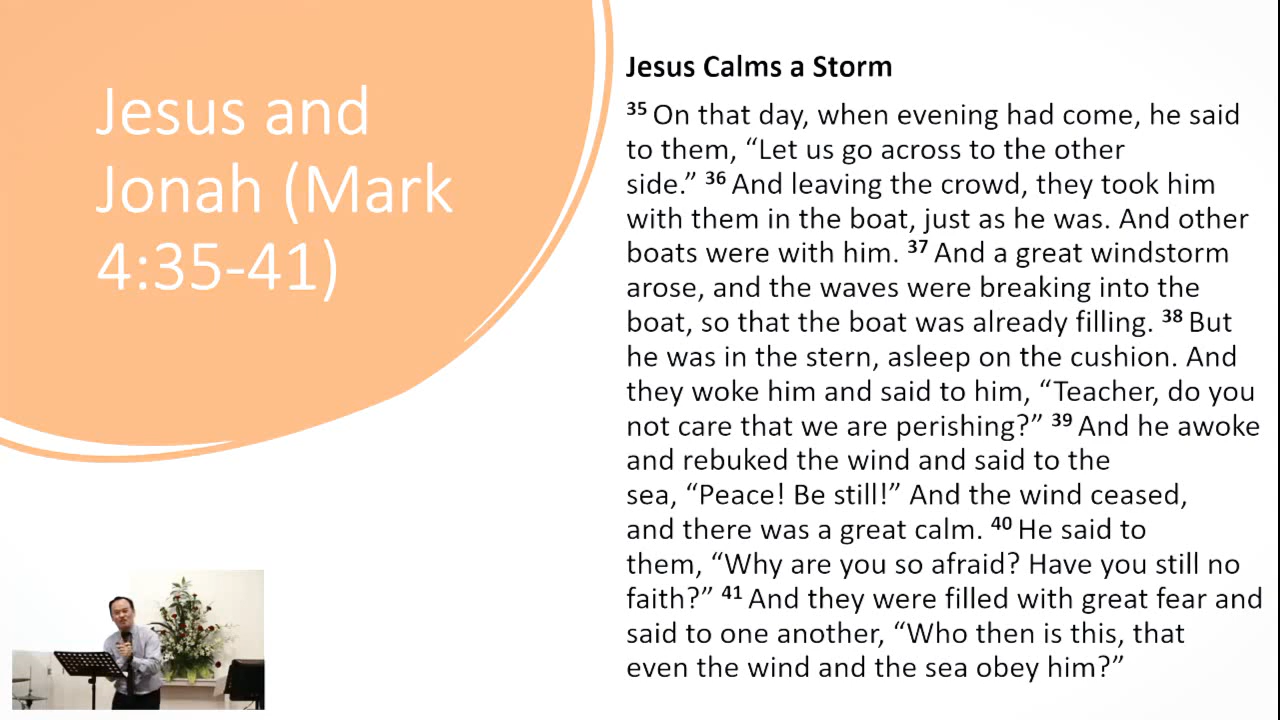 Jesus and
Jonah (Mark
4:35-41)
Jesus Calms a Storm
35 On that day, when evening had come, he said
to them, “Let us go across to the other
side.” 36 And leaving the crowd, they took him
with them in the boat, just as he was. And other
boats were with him. 37 And a great windstorm
arose, and the waves were breaking into the
boat, so that the boat was already filling. 38 But
he was in the stern, asleep on the cushion. And
they woke him and said to him, “Teacher, do you
not care that we are perishing?” 39 And he awoke
and rebuked the wind and said to the
sea, “Peace! Be still!” And the wind ceased,
and there was a great calm. 40 He said to
them, “Why are you so afraid? Have you still no
faith?” 41 And they were filled with great fear and
said to one another, “Who then is this, that
even the wind and the sea obey him?”